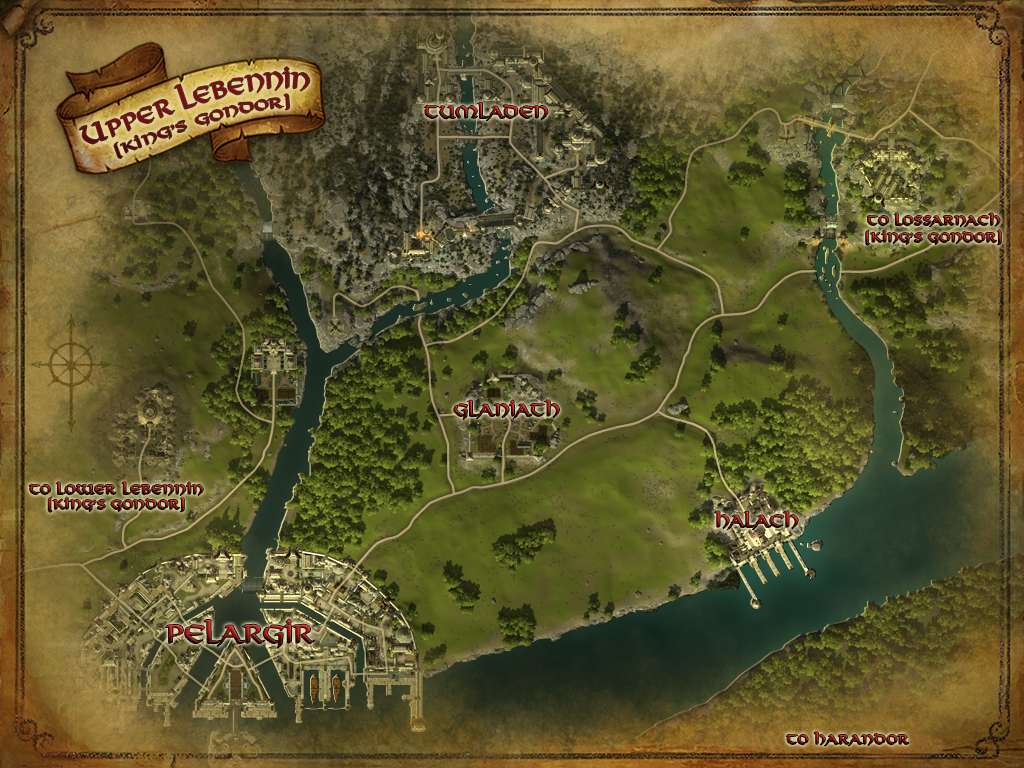 Upper Lebennin
(King's Gondor)
Tumladen
to Lossarnach
(King's Gondor)
Glaniath
to Lower Lebennin
(King's Gondor)
Halach
Pelargir
to Harandor